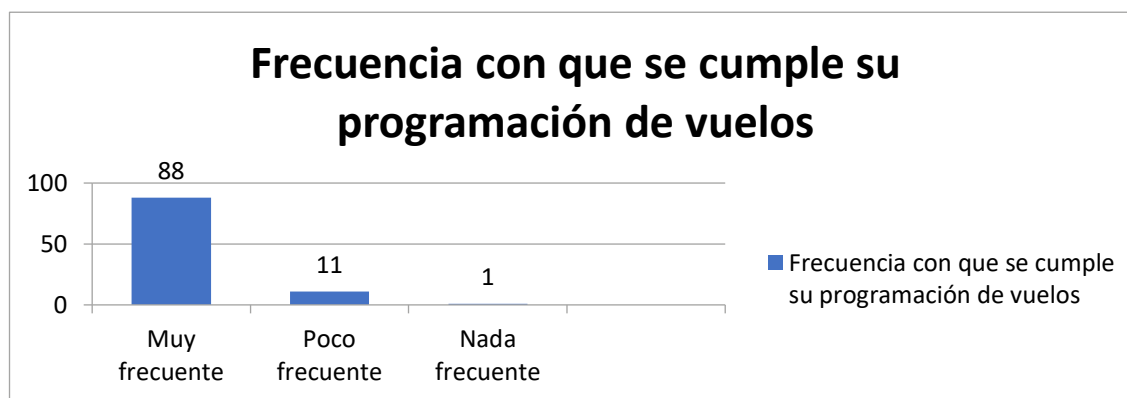 Frecuencia con que se cumple su
programación de vuelos
88
100
50
11
1
0
Muy
frecuente
Poco
frecuente
Nada
frecuente
Frecuencia con que se cumple
su programación de vuelos